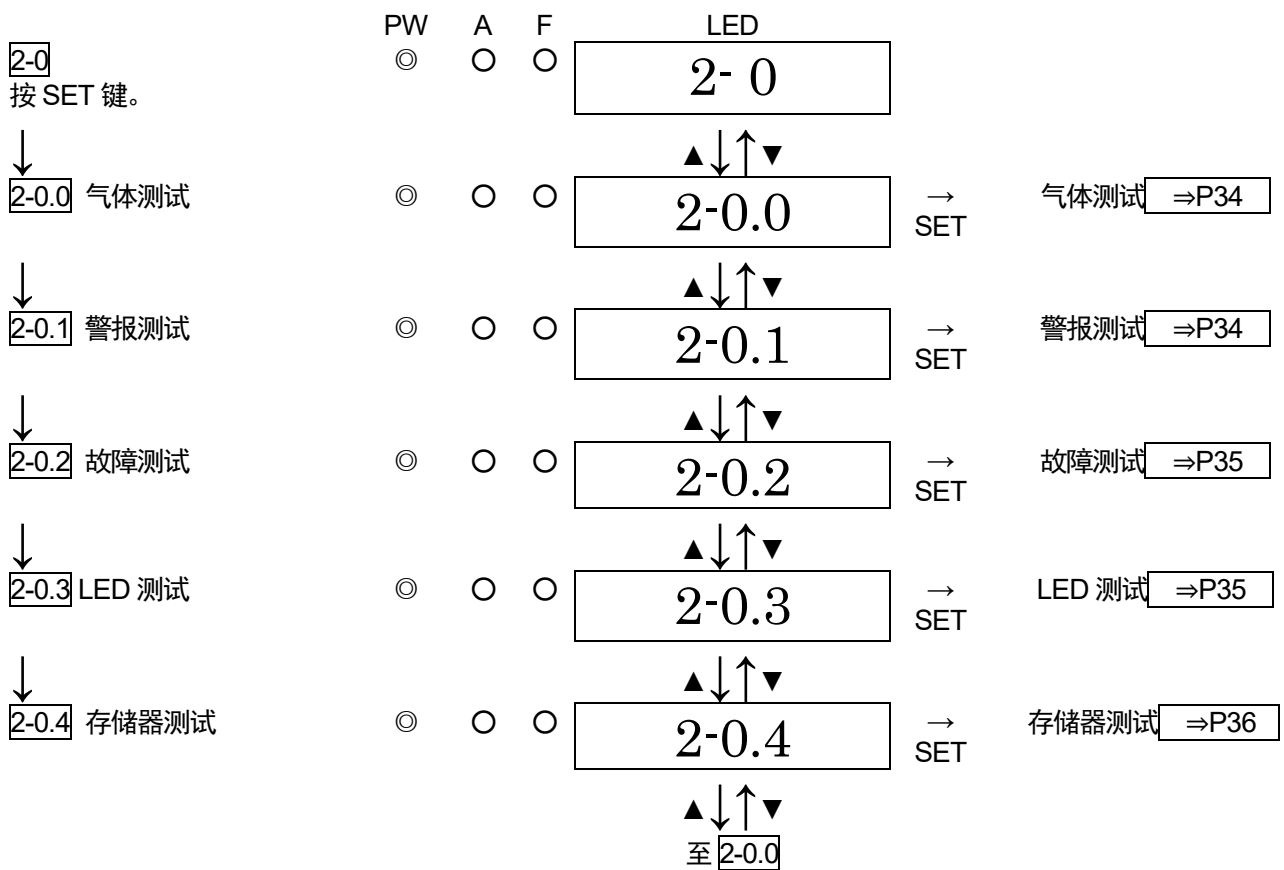 PW A F LED
2-0 ◎ ○ ○ 2- 0
按 SET 键。
↓ ▲↓↑▼
2-0.0 气体测试 ◎ ○ ○ 2-0.0 → 气体测试 ⇒P34
SET
↓ ▲↓↑▼
2-0.1 警报测试 ◎ ○ ○ 2-0.1 → 警报测试 ⇒P34
SET
↓ ▲↓↑▼
2-0.2 故障测试 ◎ ○ ○ 2-0.2 → 故障测试 ⇒P35
SET
↓ ▲↓↑▼
2-0.3 LED 测试 ◎ ○ ○ 2-0.3 → LED 测试 ⇒P35
SET
↓ ▲↓↑▼
2-0.4 存储器测试 ◎ ○ ○ 2-0.4 → 存储器测试 ⇒P36
SET
▲↓↑▼
至 2-0.0